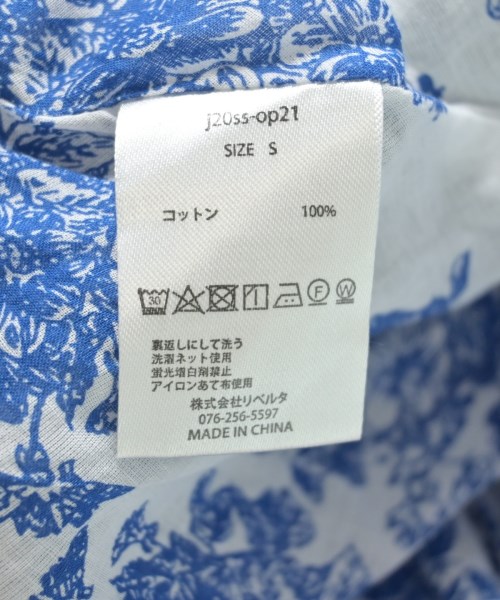 j20ss-op21
SIZE S
コットン 100%
30 F W
裏返しにして洗う
洗濯ネット使用
蛍光増白剤禁止
アイロンあて布使用
株式会社リベルタ
076-256-5597
MADE IN CHINA